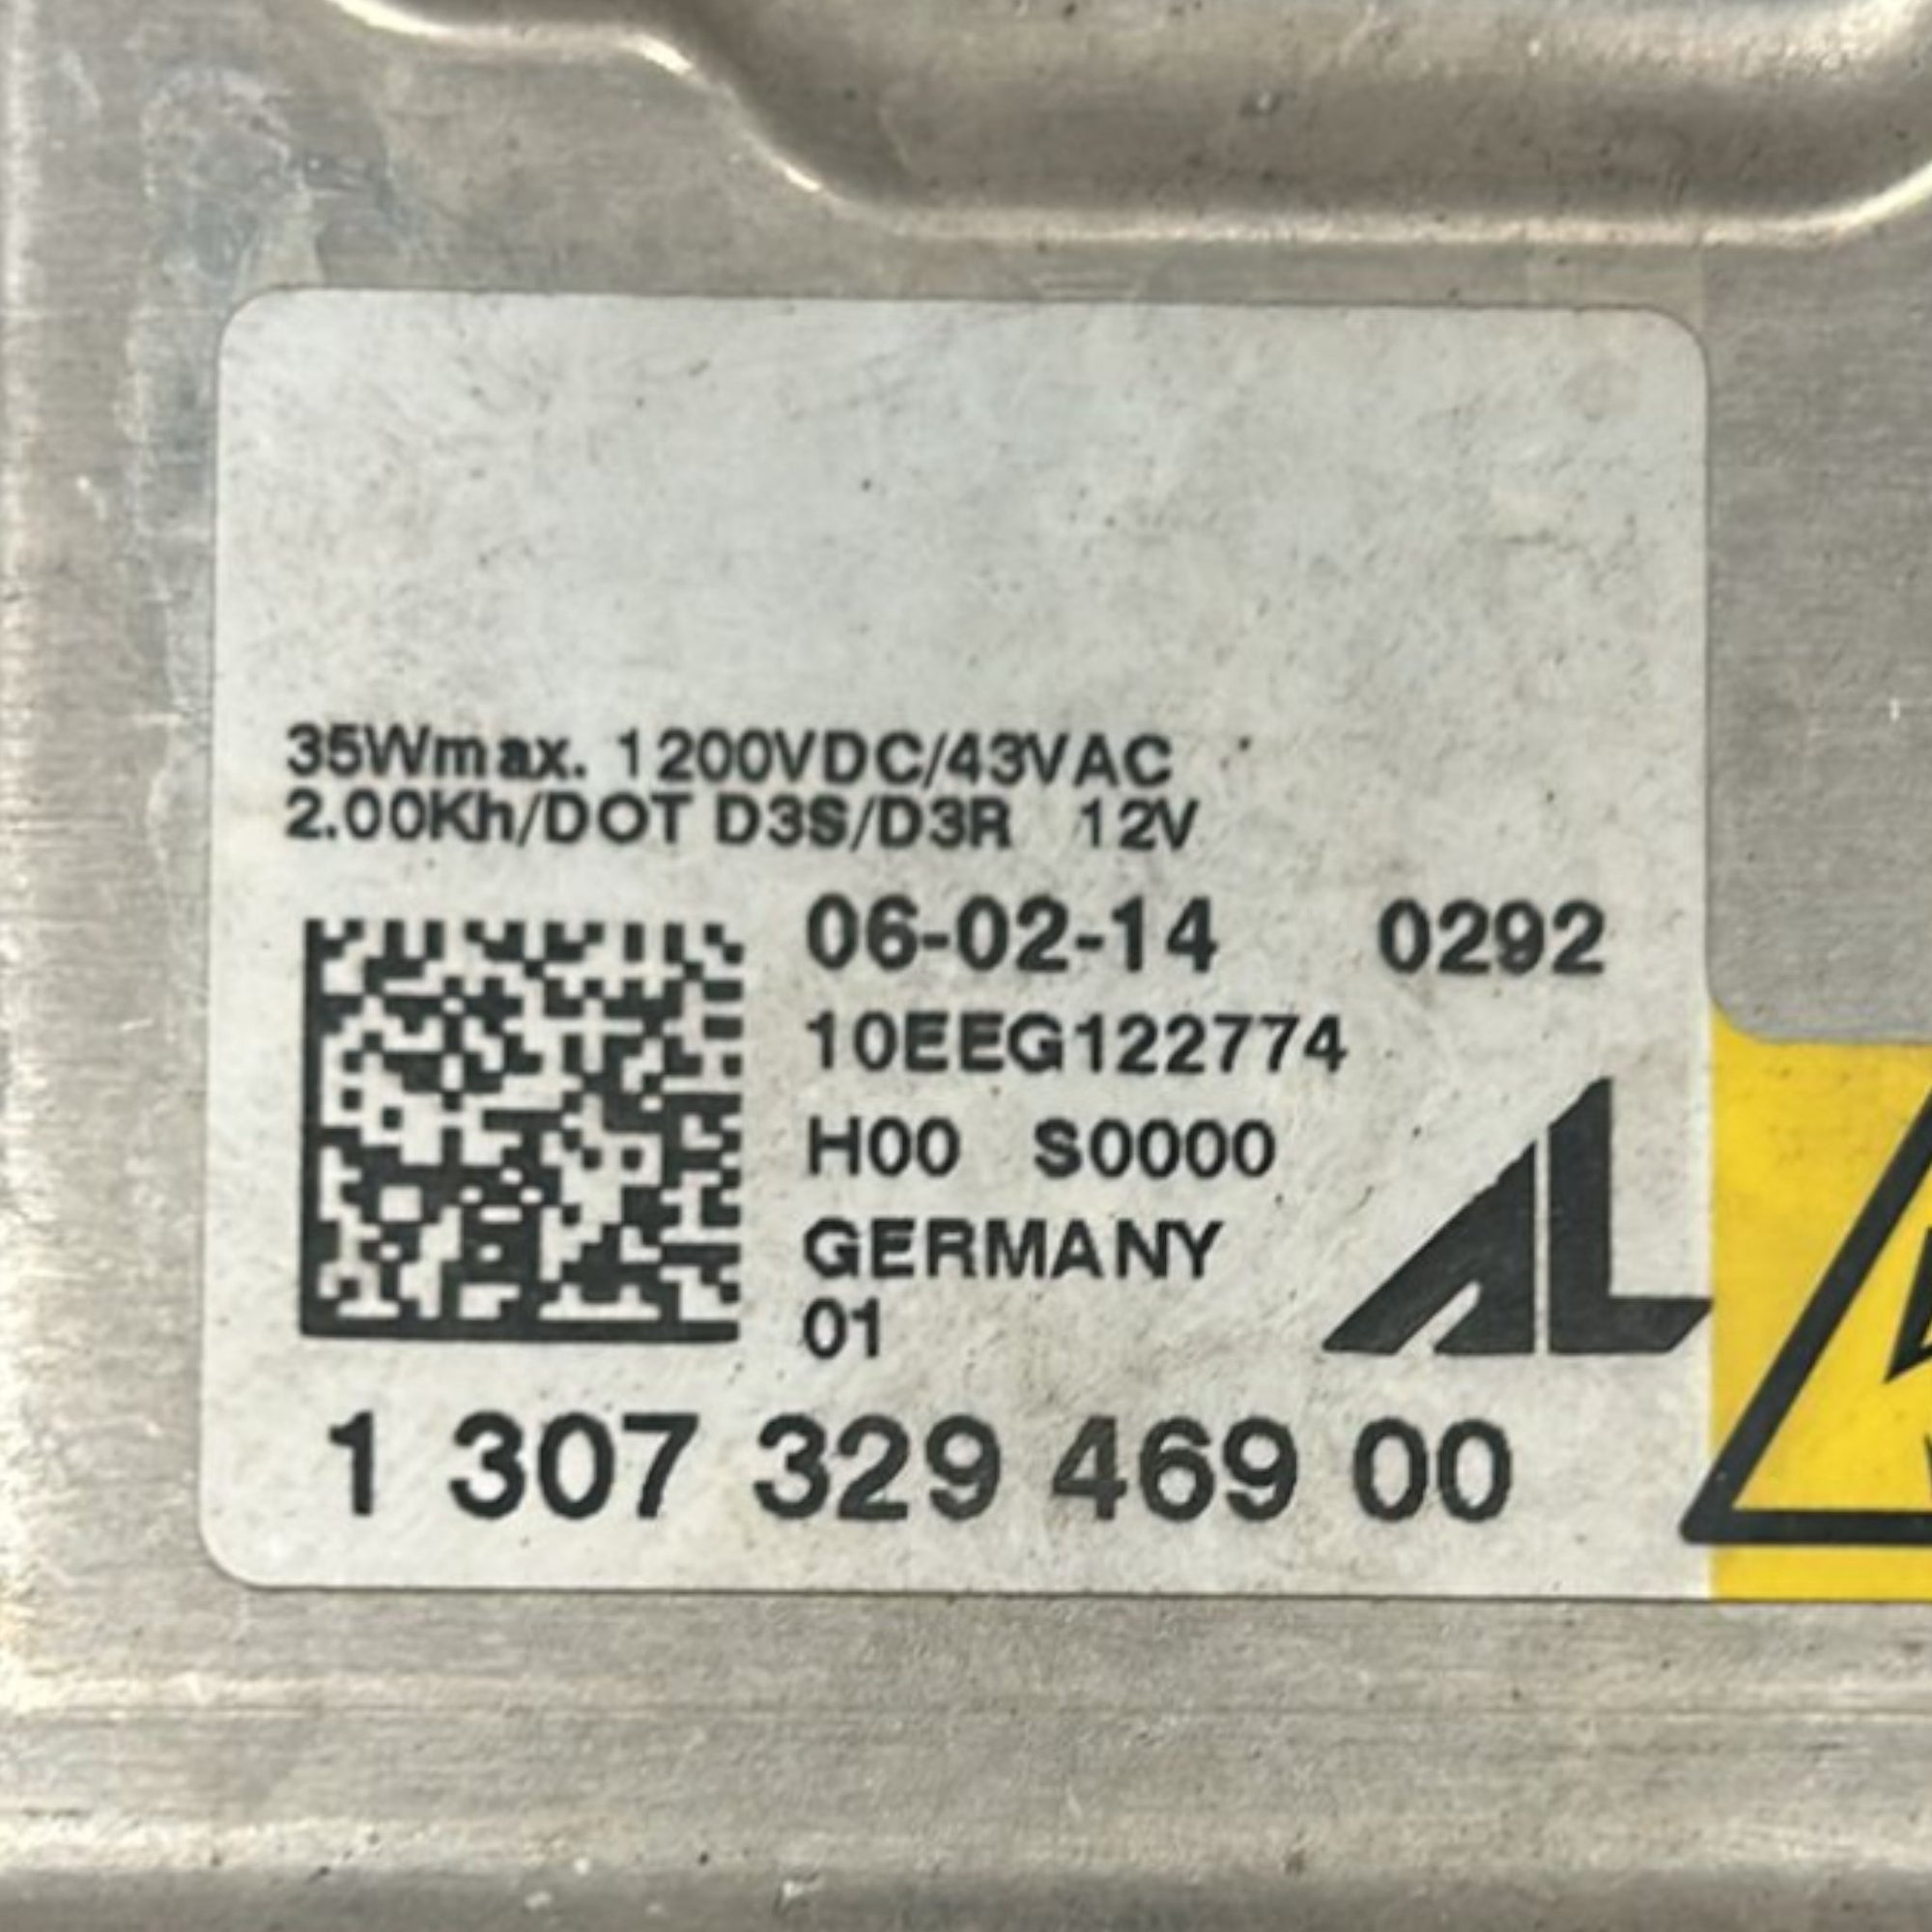 35Wmax. 1200VDC/43VAC
2.00Kh/DOT D3S/D3R 12V
06-02-14 0292
10EEG122774
H00 S0000
GERMANY
01
AL
1 307 329 469 00